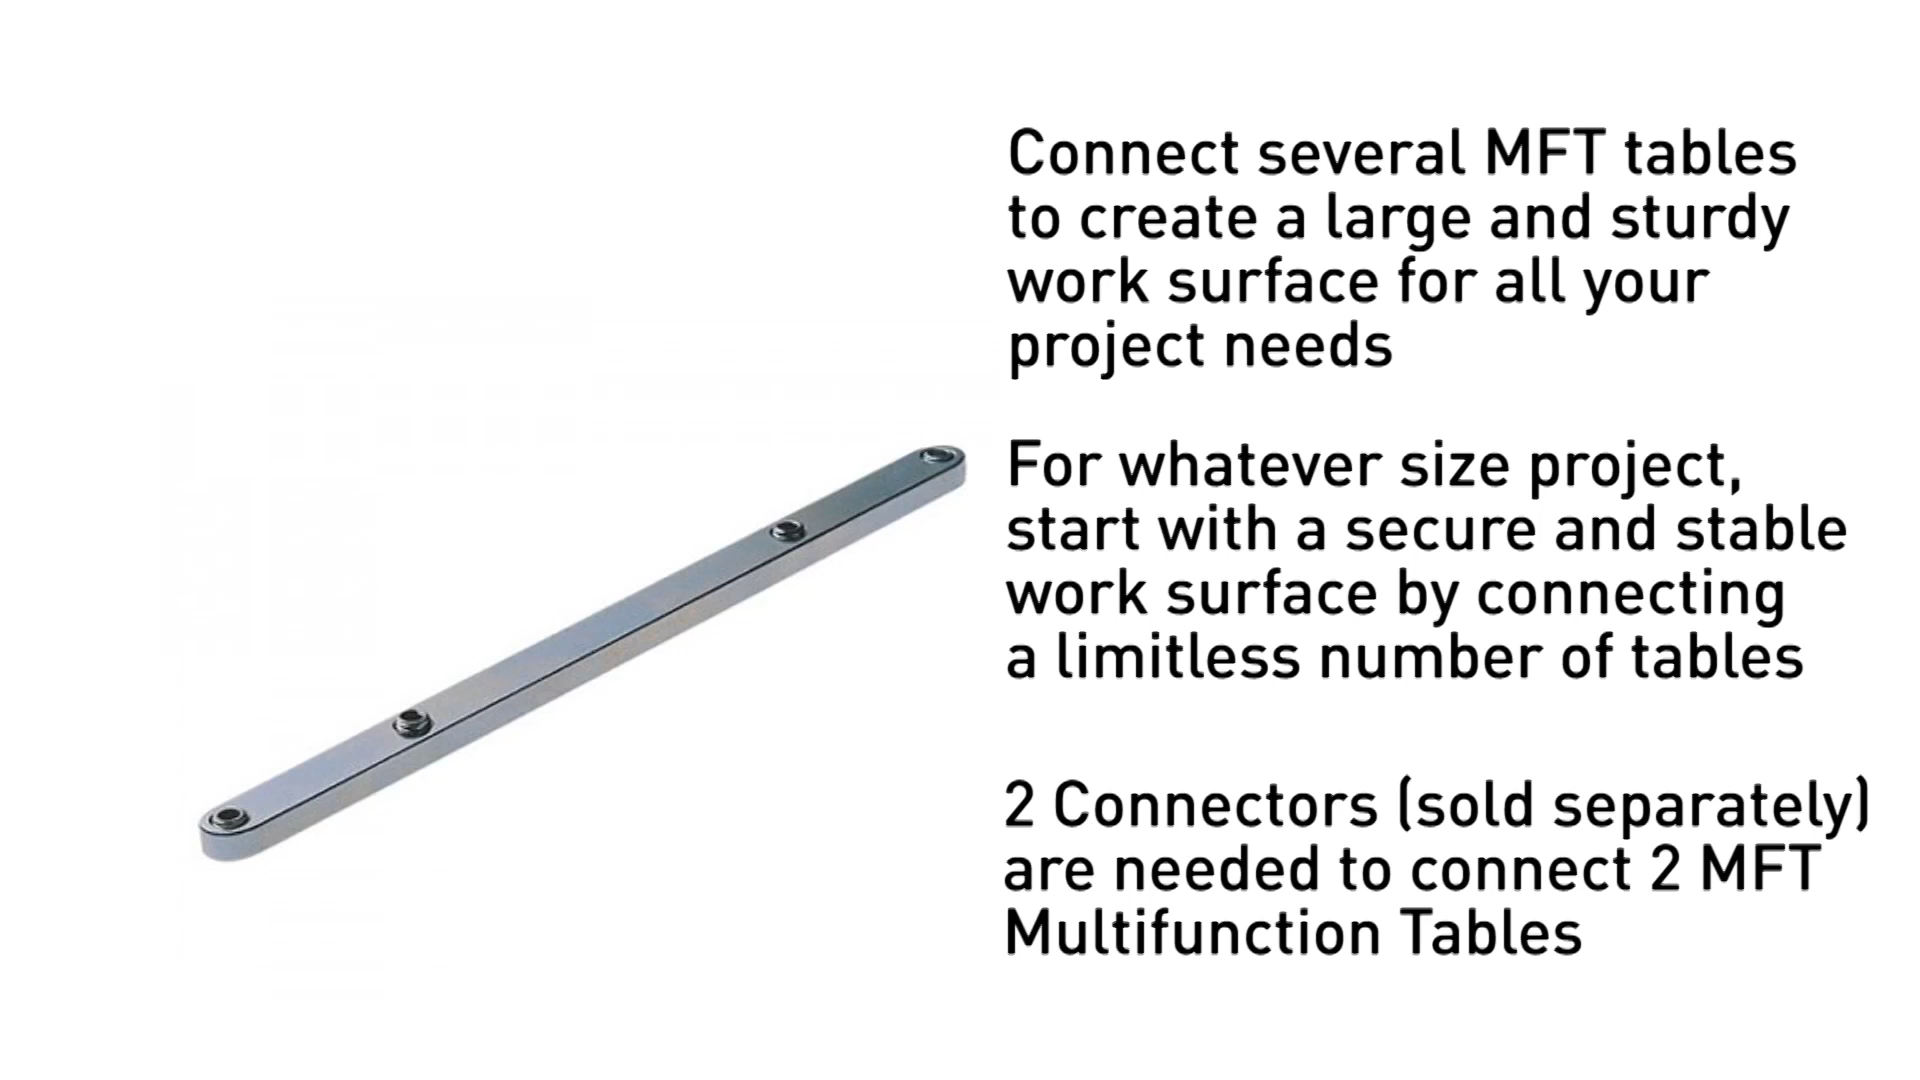 Connect several MFT tables
to create a large and sturdy
work surface for all your
project needs
For whatever size project,
start with a secure and stable
work surface by connecting
a limitless number of tables
2 Connectors (sold separately)
are needed to connect 2 MFT
Multifunction Tables